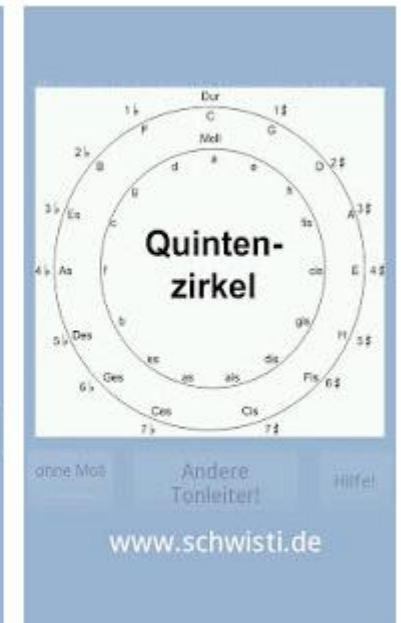 Dur
1♭ 1♯
C
F G
Moll
2♭ 2♯
B d a e D
3♭ g h 3♯
Es c fis A
Quinten-
4♭ As f cis E 4♯
zirkel
Des b gis H
5♭ 5♯
es dis
Ges as ais Fis
6♭ 6♯
Ces Cis
7♭ 7♯
ohne Moll Andere Hilfe!
Tonleiter!
www.schwisti.de